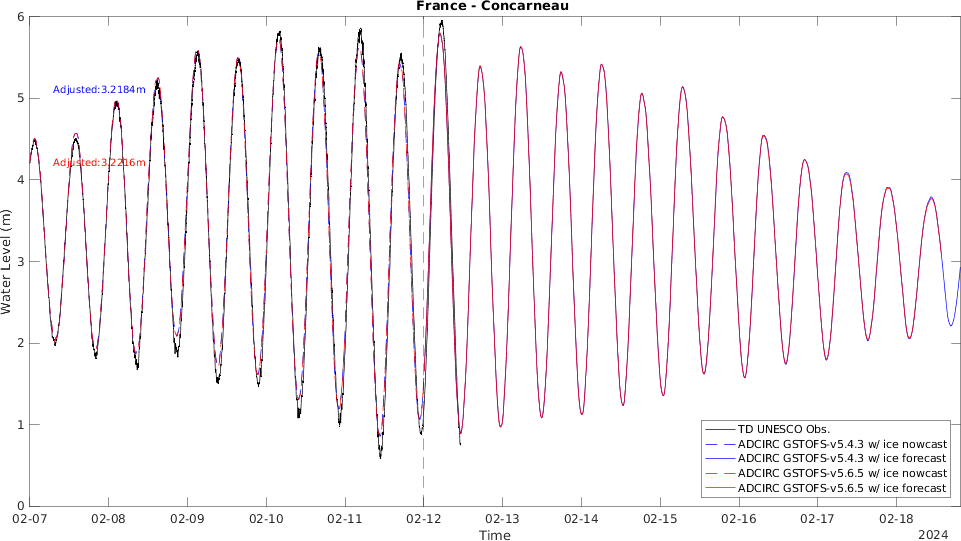 France - Concarneau
6
5
4
3
2
1
0
Water Level (m)
Adjusted:3.2184m
Adjusted:3.2216m
TD UNESCO Obs.
ADCIRC GSTOFS-v5.4.3 w/ ice nowcast
ADCIRC GSTOFS-v5.4.3 w/ ice forecast
ADCIRC GSTOFS-v5.6.5 w/ ice nowcast
ADCIRC GSTOFS-v5.6.5 w/ ice forecast
02-07 02-08 02-09 02-10 02-11 02-12 02-13 02-14 02-15 02-16 02-17 02-18
Time
2024